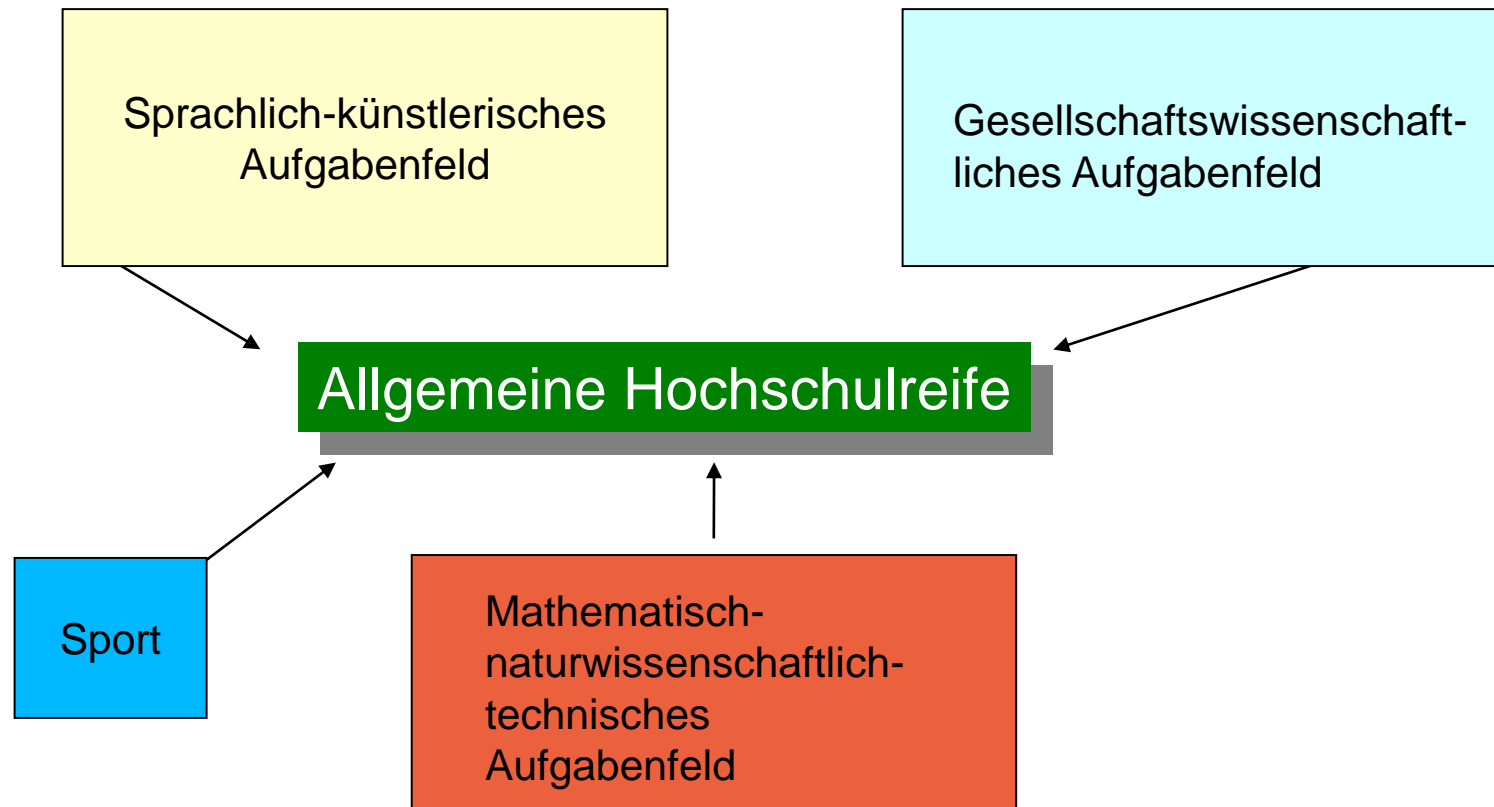 Sprachlich-künstlerisches
Aufgabenfeld
Gesellschaftswissenschaft-
liches Aufgabenfeld
Allgemeine Hochschulreife
Sport
Mathematisch-
naturwissenschaftlich-
technisches
Aufgabenfeld